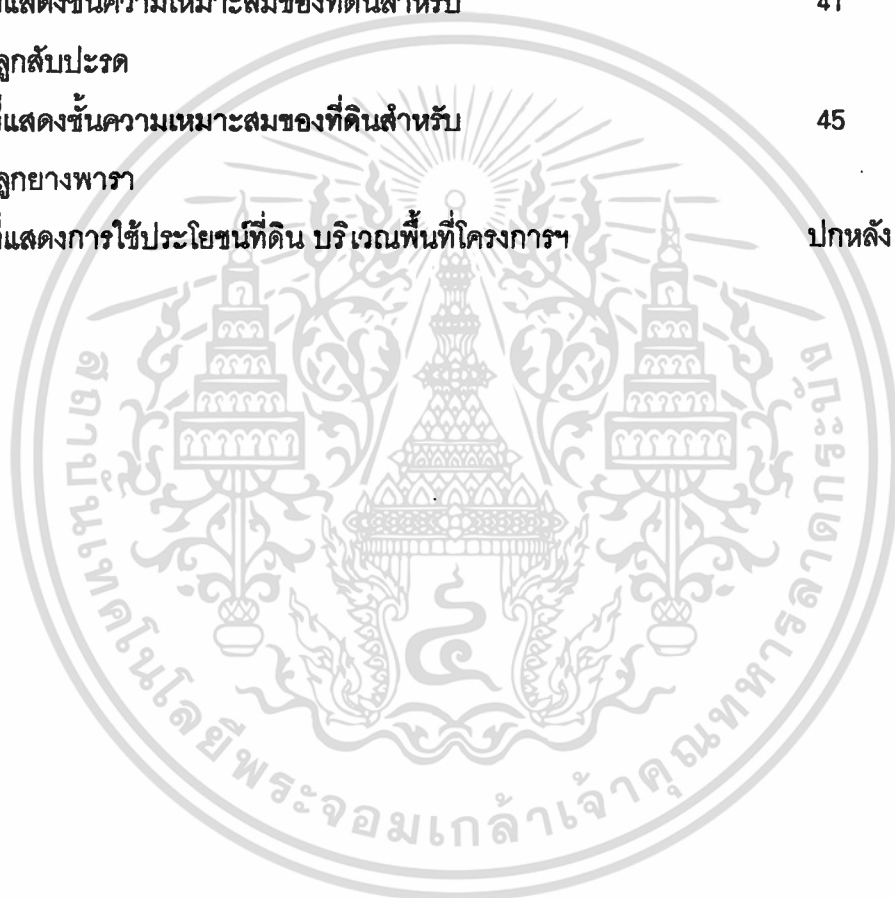 แสดงชั้นความเหมาะสมของที่ดินสำหรับ 41
ลูกสับปะรด
แสดงชั้นความเหมาะสมของที่ดินสำหรับ 45
ลูกยางพารา
แสดงการใช้ประโยชน์ที่ดิน บริเวณพื้นที่โครงการฯ ปกหลัง
สถาบันเทคโนโลยีพระจอมเกล้าเจ้าคุณทหารลาดกระบัง